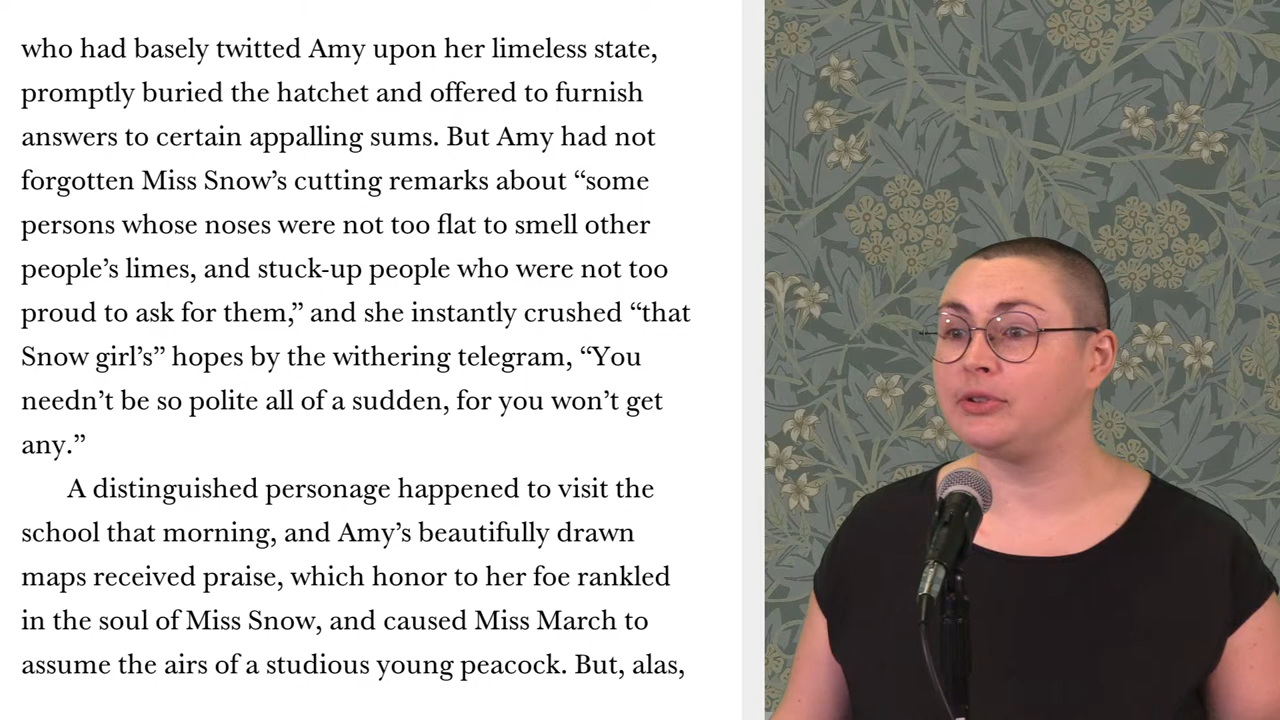 who had basely twitted Amy upon her limeless state,
promptly buried the hatchet and offered to furnish
answers to certain appalling sums. But Amy had not
forgotten Miss Snow’s cutting remarks about “some
persons whose noses were not too flat to smell other
people’s limes, and stuck-up people who were not too
proud to ask for them,” and she instantly crushed “that
Snow girl’s” hopes by the withering telegram, “You
needn’t be so polite all of a sudden, for you won’t get
any.”
A distinguished personage happened to visit the
school that morning, and Amy’s beautifully drawn
maps received praise, which honor to her foe rankled
in the soul of Miss Snow, and caused Miss March to
assume the airs of a studious young peacock. But, alas,